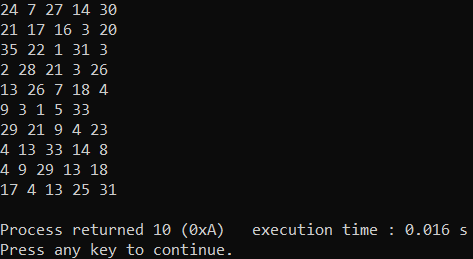 24 7 27 14 30
21 17 16 3 20
35 22 1 31 3
2 28 21 3 26
13 26 7 18 4
9 3 1 5 33
29 21 9 4 23
4 13 33 14 8
4 9 29 13 18
17 4 13 25 31
Process returned 10 (0xA)   execution time : 0.016 s
Press any key to continue.